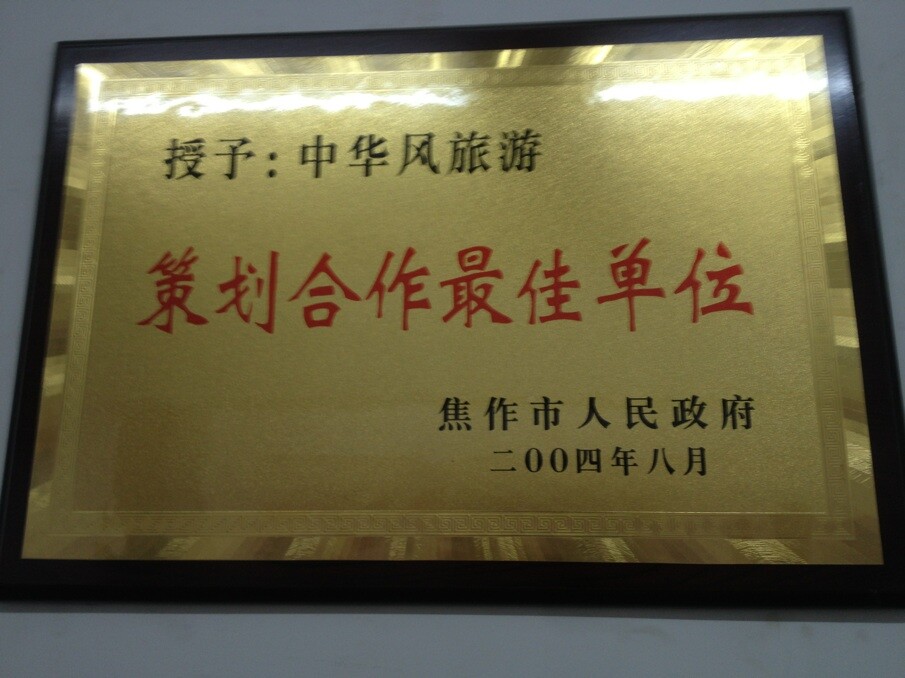 授予：中华风旅游
策划合作最佳单位
焦作市人民政府
二00四年八月